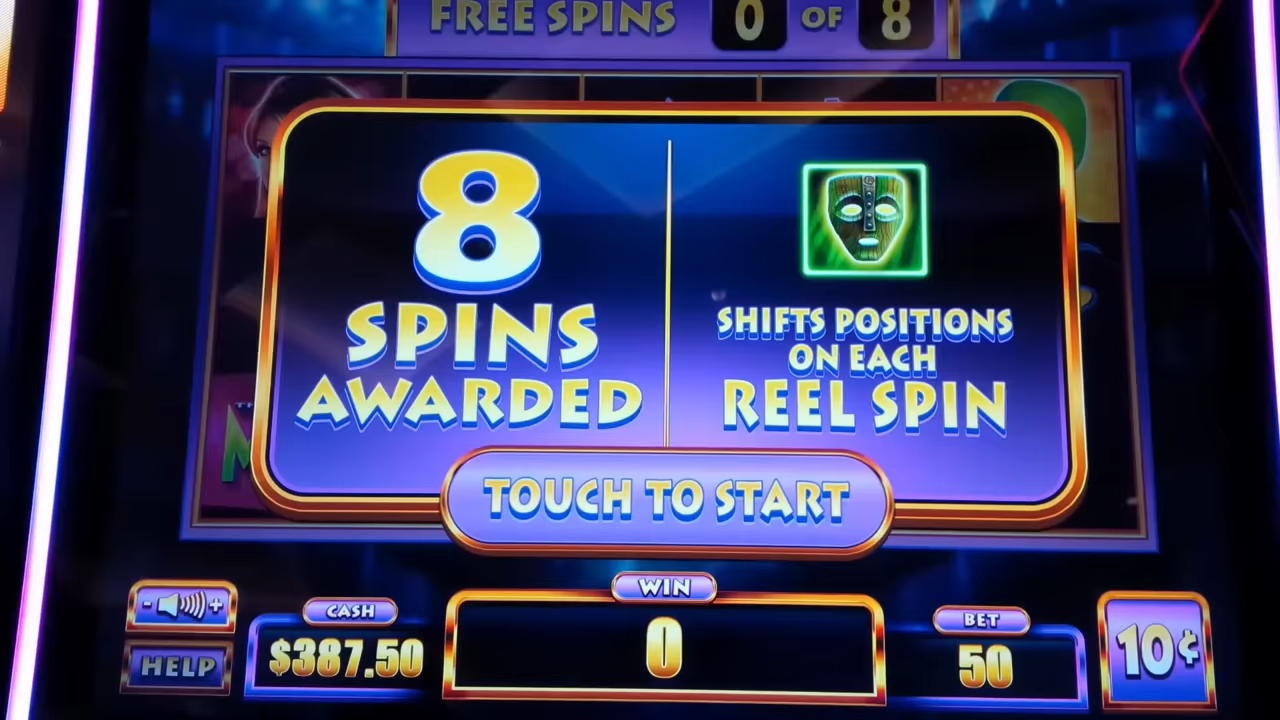 FREE SPINS 0 OF 8
8
SPINS
AWARDED
SHIFTS POSITIONS
ON EACH
REEL SPIN
TOUCH TO START
- +
HELP
CASH
$387.50
WIN
0
BET
50
10¢